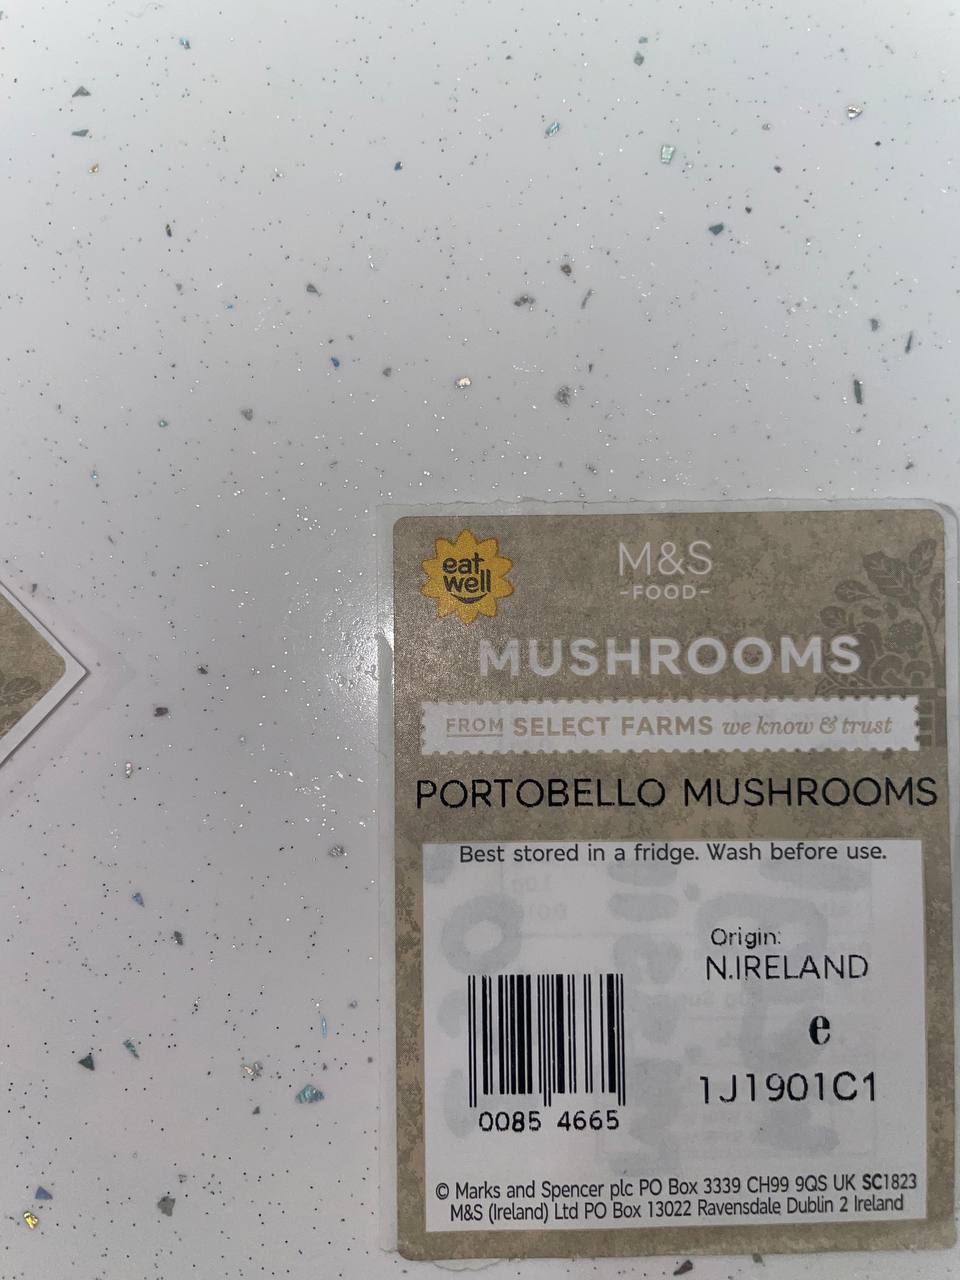 eat
well
M&S
-FOOD-
MUSHROOMS
FROM SELECT FARMS we know & trust
PORTOBELLO MUSHROOMS
Best stored in a fridge. Wash before use.
Origin:
N.IRELAND
e
1J1901C1
0085 4665
© Marks and Spencer plc PO Box 3339 CH99 9QS UK SC1823
M&S (Ireland) Ltd PO Box 13022 Ravensdale Dublin 2 Ireland